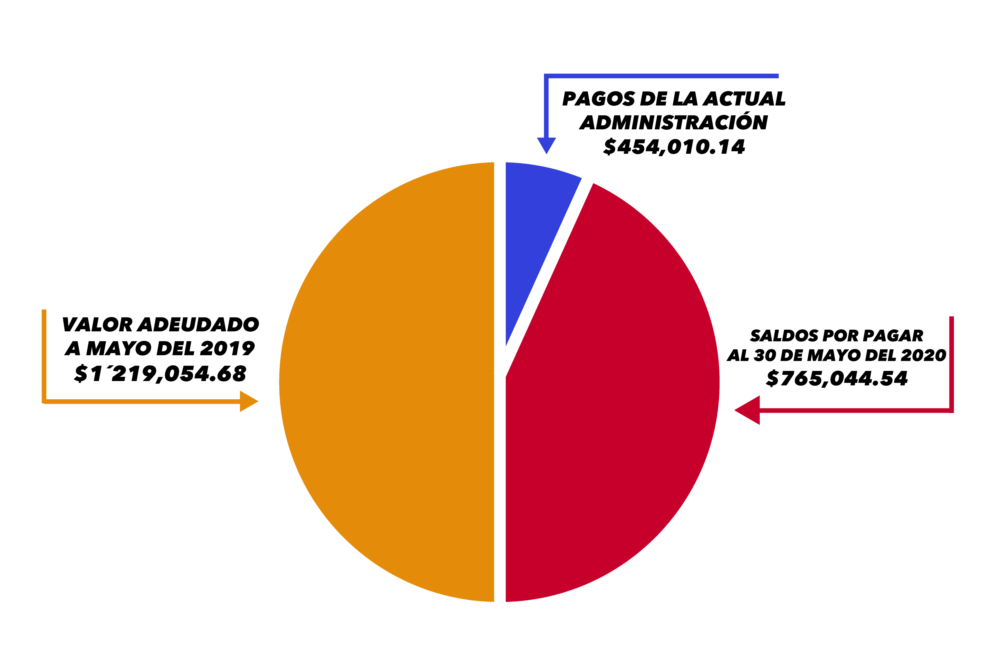 PAGOS DE LA ACTUAL
ADMINISTRACIÓN
$454,010.14
VALOR ADEUDADO
A MAYO DEL 2019
$1´219,054.68
SALDOS POR PAGAR
AL 30 DE MAYO DEL 2020
$765,044.54